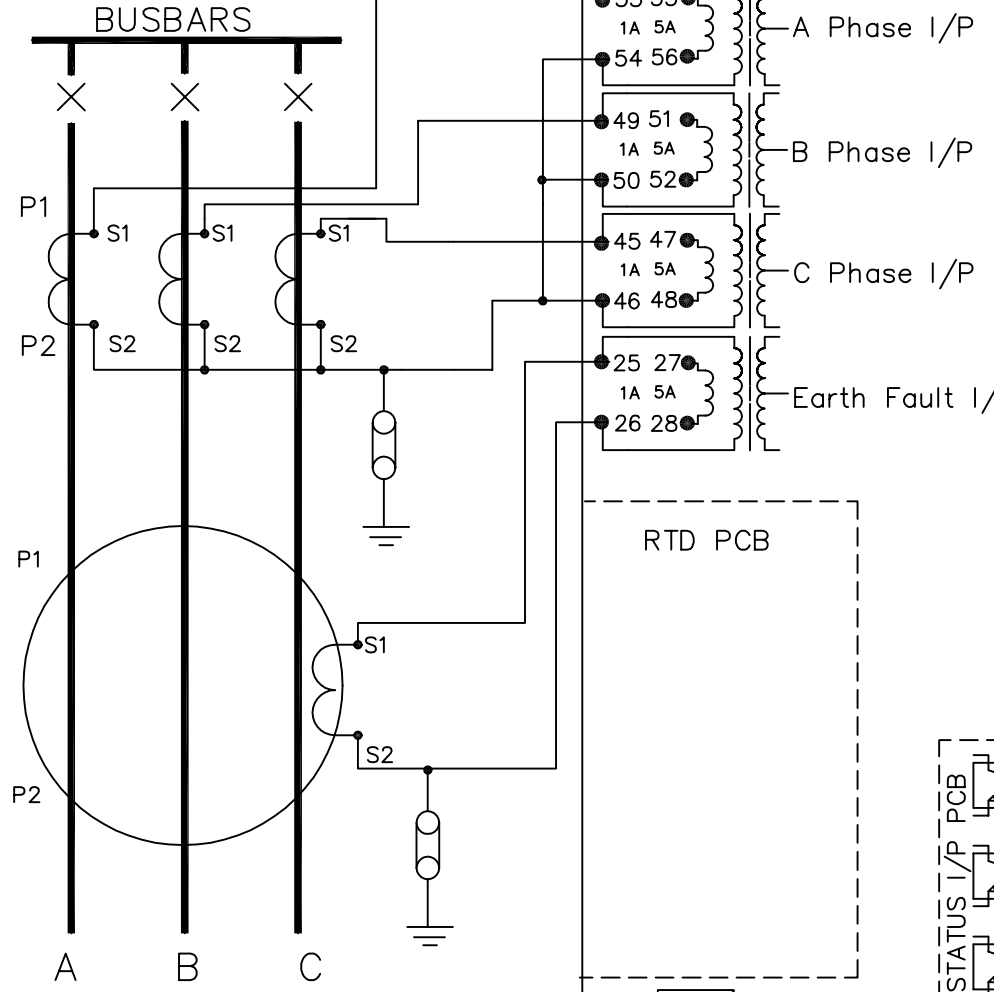 BUSBARS
1A 5A
54 56
A Phase I/P
49 51
1A 5A
50 52
B Phase I/P
P1
S1 S1 S1
45 47
1A 5A
46 48
C Phase I/P
P2
S2 S2 S2
25 27
1A 5A
26 28
Earth Fault I/
RTD PCB
P1
S1
S2
P2
STATUS I/P PCB
A B C